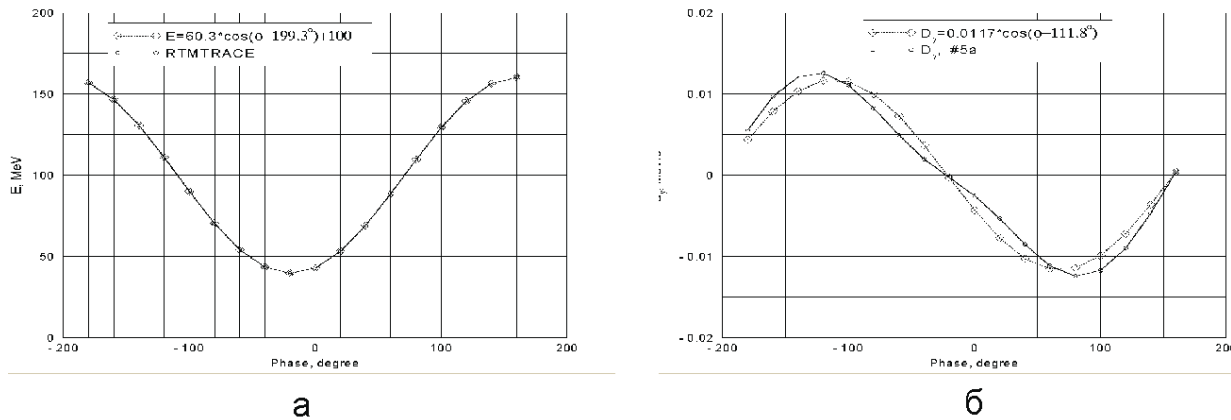 200
150
100
50
0
E, MeV
E=60.3*cos(o-199.3°)+100
RTMTRACE
-200
-100
0
100
200
Phase, degree
а
0.02
0.01
0
-0.01
-0.02
D =0.0117*cos(o-111.8°)
D , #5a
-200
-100
0
100
200
Phase, degree
б